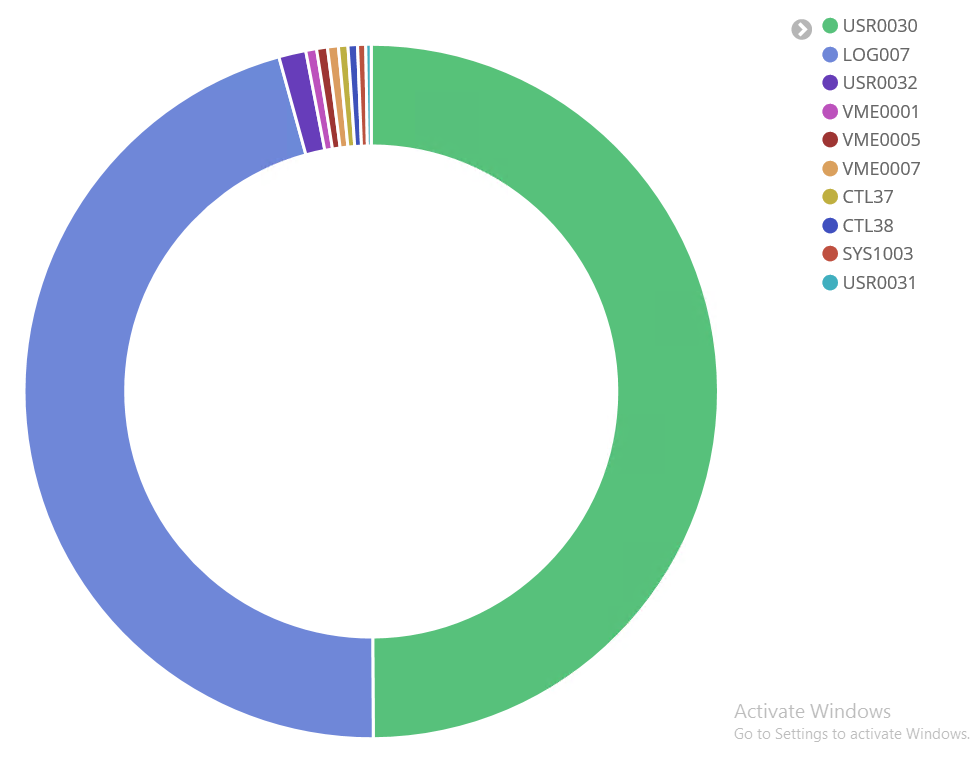 USR0030
LOG007
USR0032
VME0001
VME0005
VME0007
CTL37
CTL38
SYS1003
USR0031
Activate Windows
Go to Settings to activate Windows.